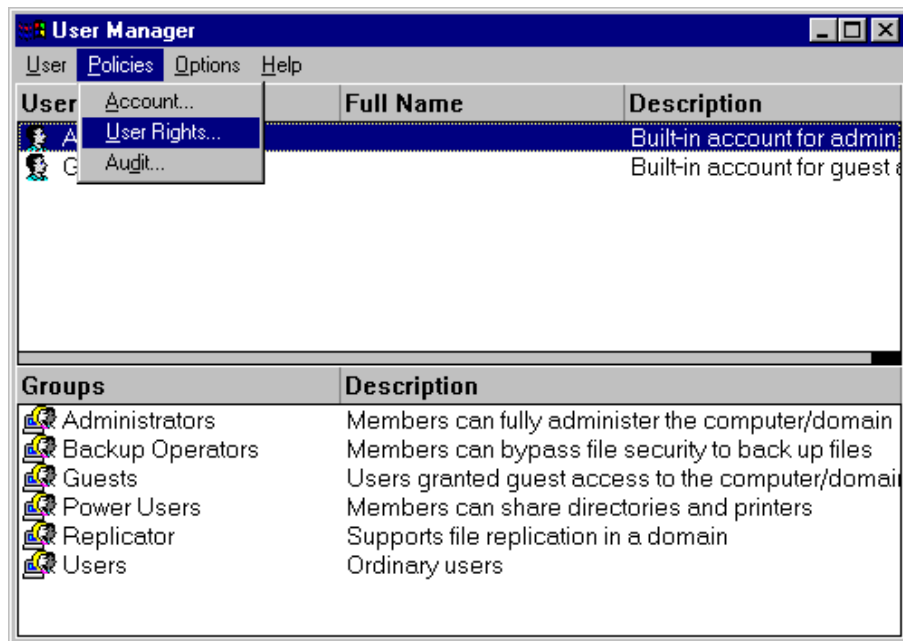 User Manager
User Policies Options Help
User Full Name Description
Account...
User Rights...
Audit...
A Built-in account for admin
G Built-in account for guest
Groups Description
Administrators Members can fully administer the computer/domain
Backup Operators Members can bypass file security to back up files
Guests Users granted guest access to the computer/domai
Power Users Members can share directories and printers
Replicator Supports file replication in a domain
Users Ordinary users